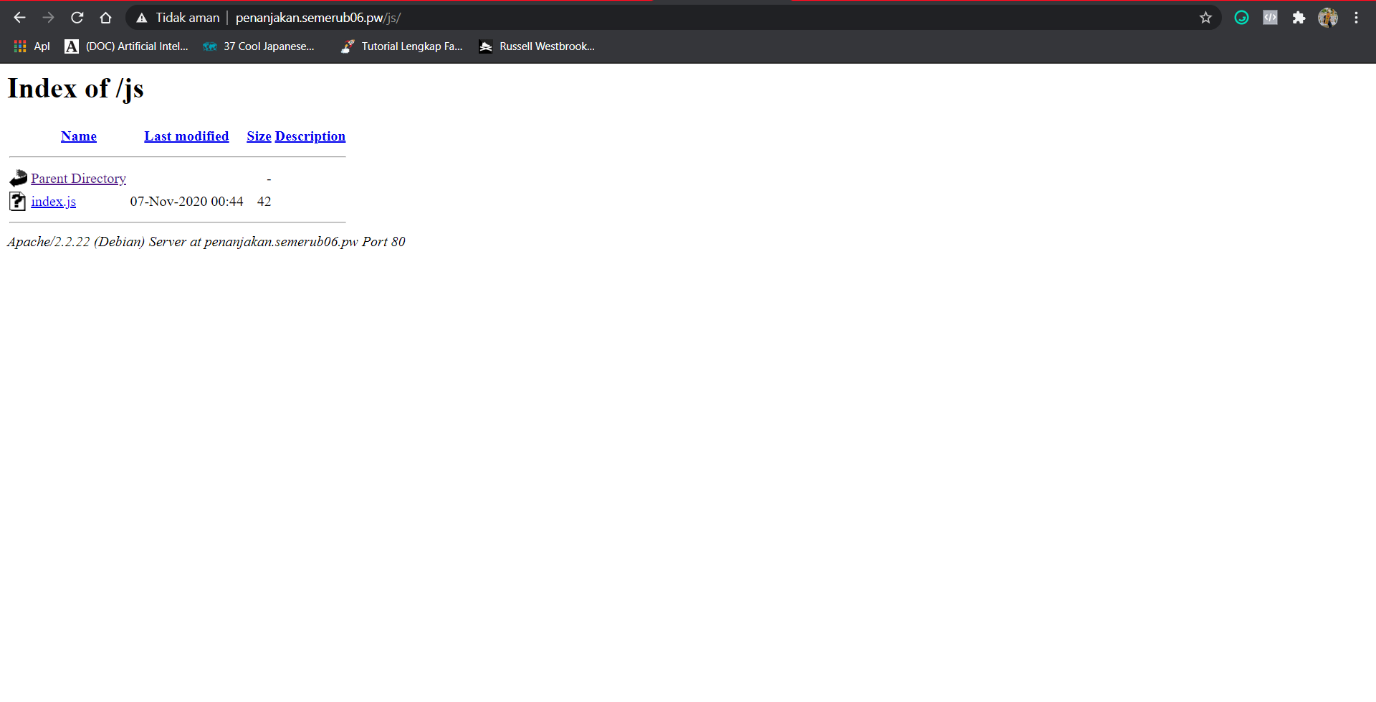 Tidak aman | penanjakan.semerub06.pw/js/
Apl (DOC) Artificial Intel... 37 Cool Japanese... Tutorial Lengkap Fa... Russell Westbrook...
Index of /js
Name Last modified Size Description
Parent Directory -
index.js 07-Nov-2020 00:44 42
Apache/2.2.22 (Debian) Server at penanjakan.semerub06.pw Port 80